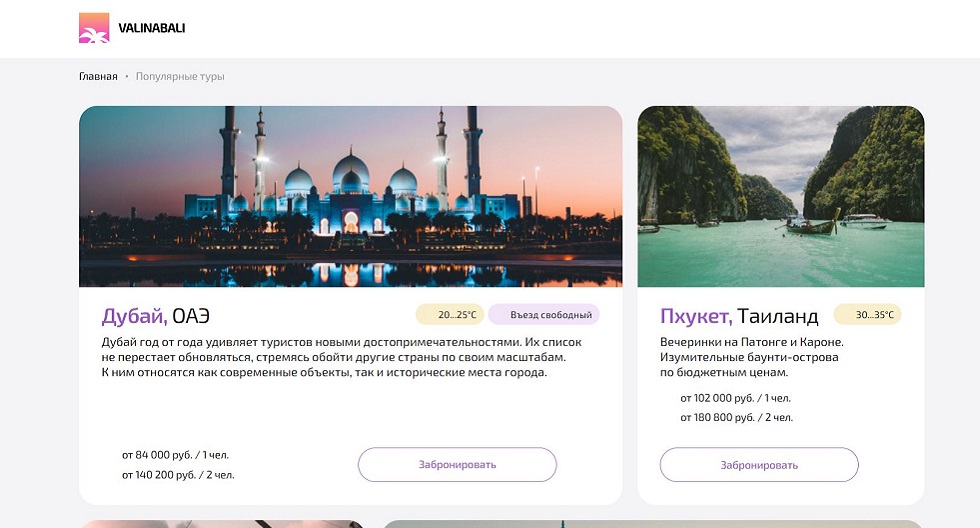 VALINABALI
Главная • Популярные туры
Дубай, ОАЭ
20...25°C
Въезд свободный
Дубай год от года удивляет туристов новыми достопримечательностями. Их список
не перестает обновляться, стремясь обойти другие страны по своим масштабам.
К ним относятся как современные объекты, так и исторические места города.
от 84 000 руб. / 1 чел.
от 140 200 руб. / 2 чел.
Забронировать
Пхукет, Таиланд
30...35°C
Вечеринки на Патонге и Кароне.
Изумительные баунти-острова
по бюджетным ценам.
от 102 000 руб. / 1 чел.
от 180 800 руб. / 2 чел.
Забронировать